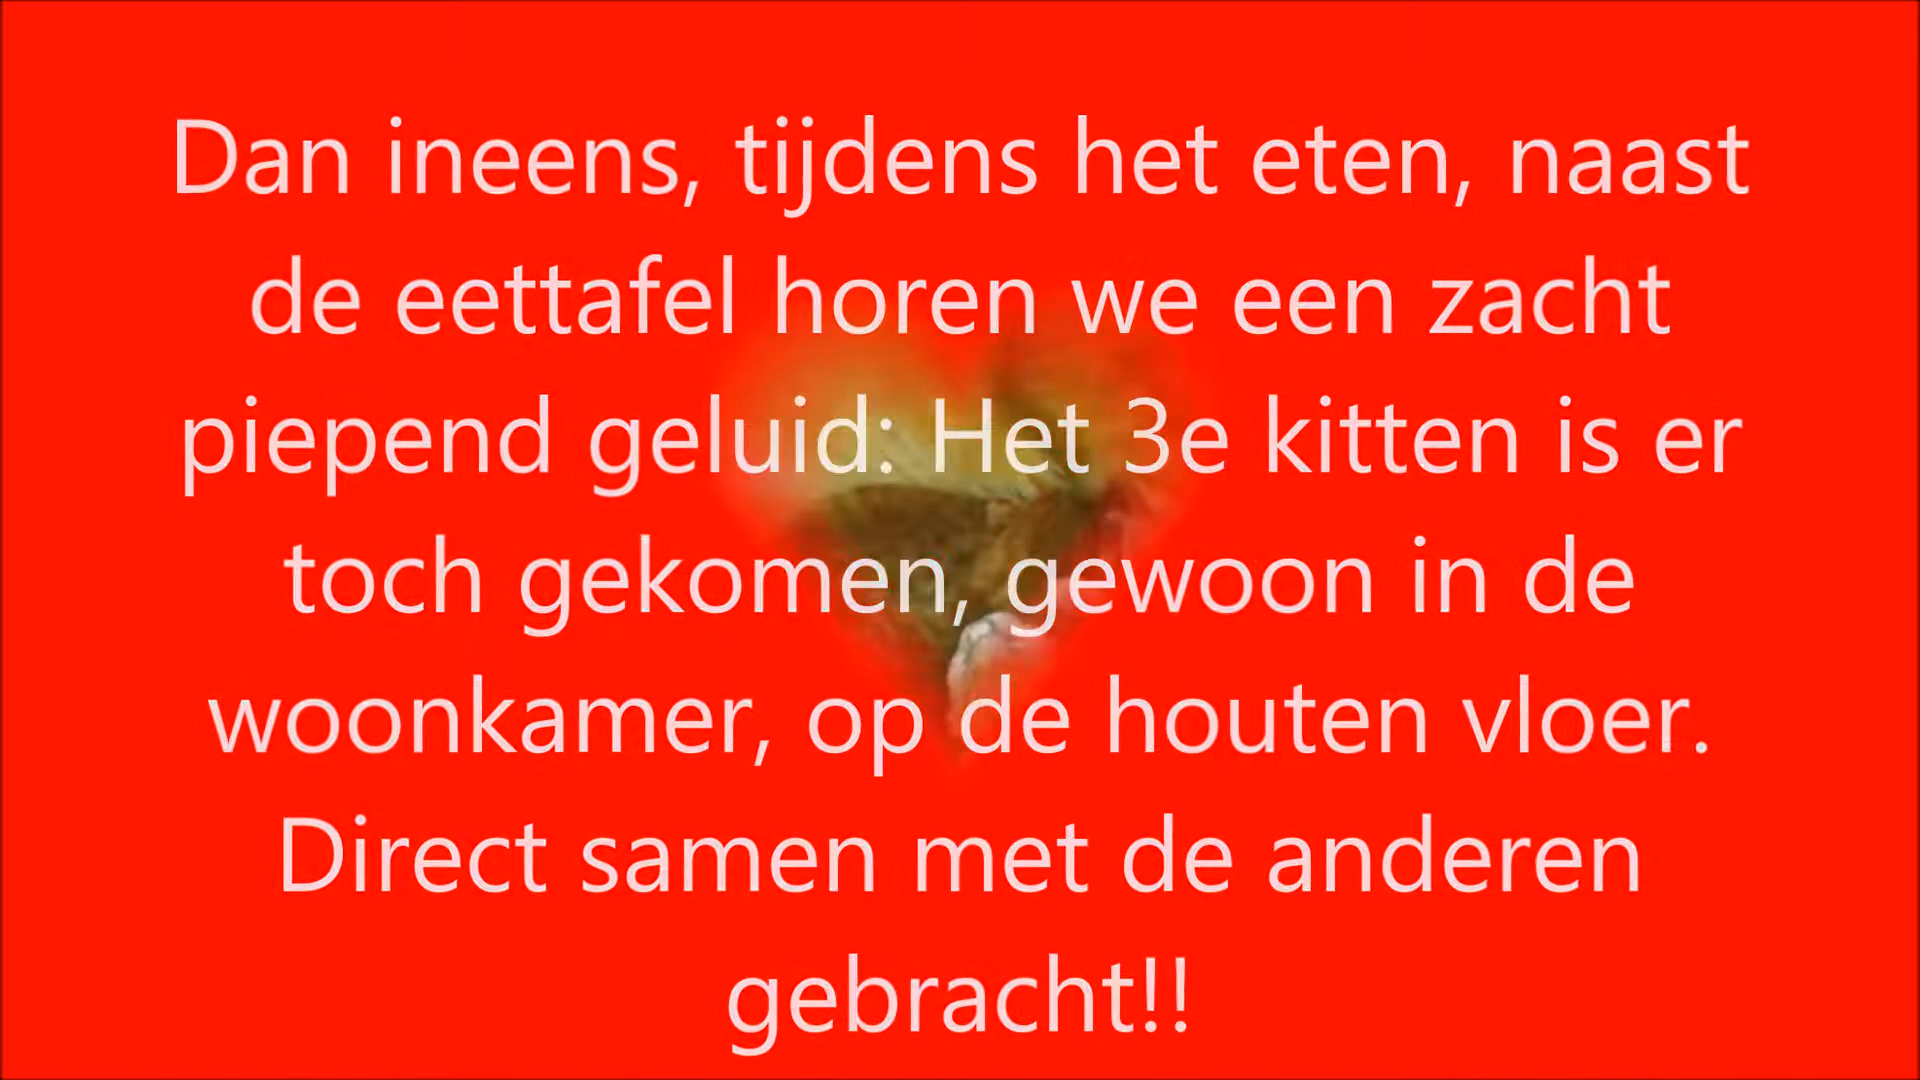 Dan ineens, tijdens het eten, naast
de eettafel horen we een zacht
piepend geluid: Het 3e kitten is er
toch gekomen, gewoon in de
woonkamer, op de houten vloer.
Direct samen met de anderen
gebracht!!